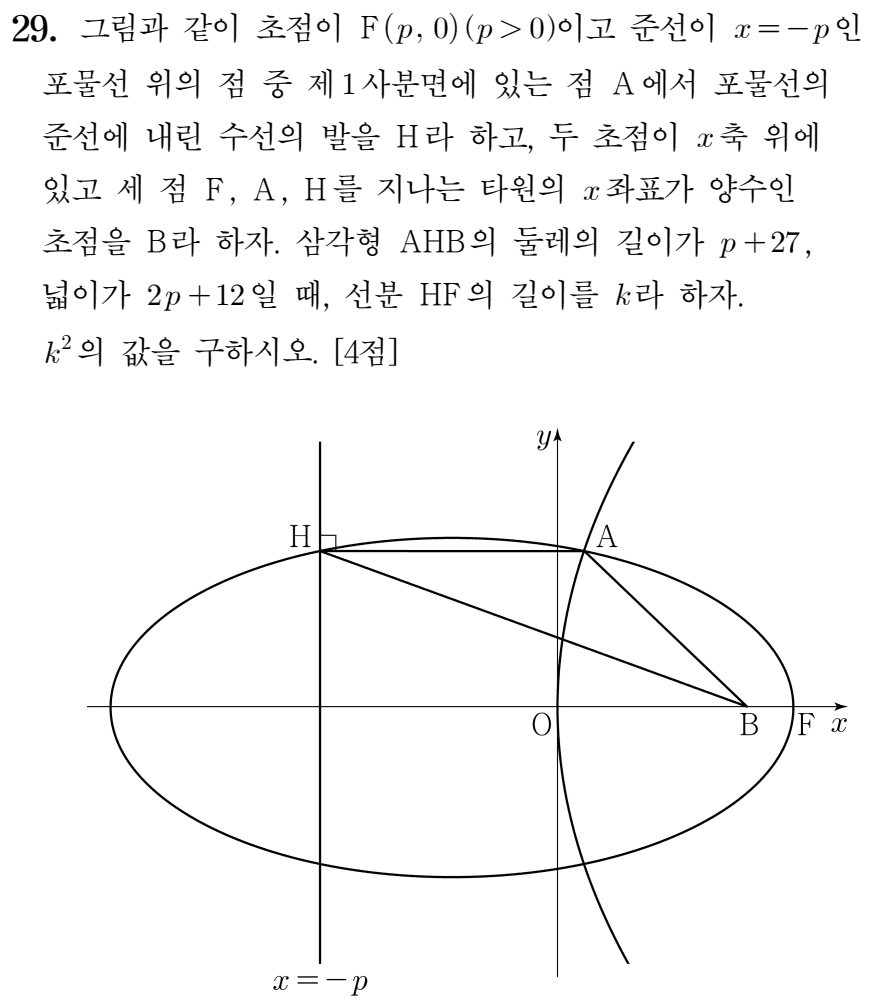 29. 그림과 같이 초점이 F(p, 0)(p>0)이고 준선이 x=−p인
포물선 위의 점 중 제1사분면에 있는 점 A에서 포물선의
준선에 내린 수선의 발을 H라 하고, 두 초점이 x축 위에
있고 세 점 F, A, H를 지나는 타원의 x좌표가 양수인
초점을 B라 하자. 삼각형 AHB의 둘레의 길이가 p+27,
넓이가 2p+12일 때, 선분 HF의 길이를 k라 하자.
k²의 값을 구하시오. [4점]
y
H
A
O
B
F
x
x=−p